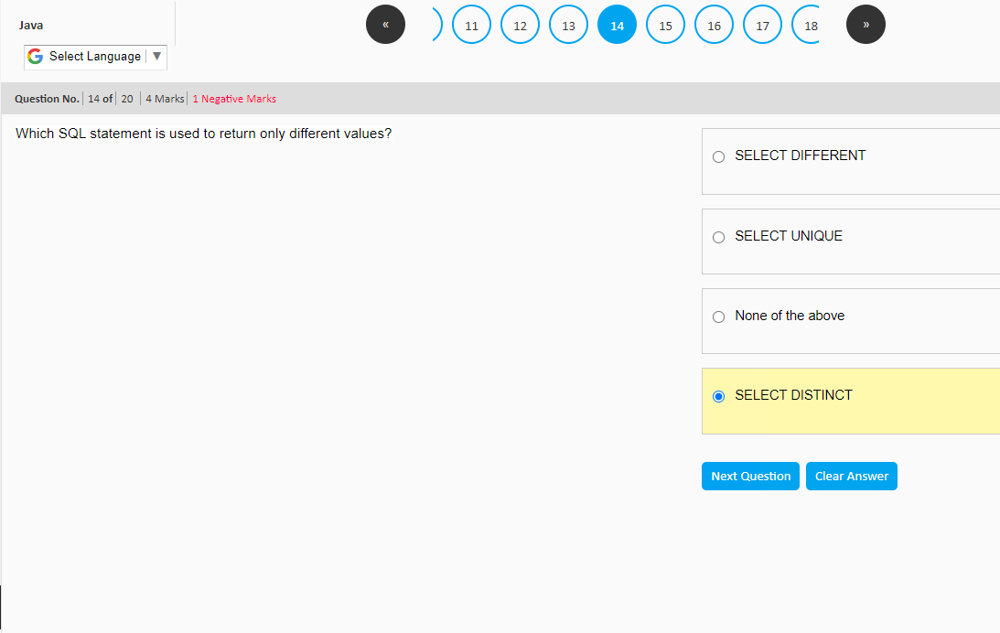 Java
« 11 12 13 14 15 16 17 18 »
Select Language ▼
Question No. 14 of 20 4 Marks 1 Negative Marks
Which SQL statement is used to return only different values?
SELECT DIFFERENT
SELECT UNIQUE
None of the above
SELECT DISTINCT
Next Question Clear Answer